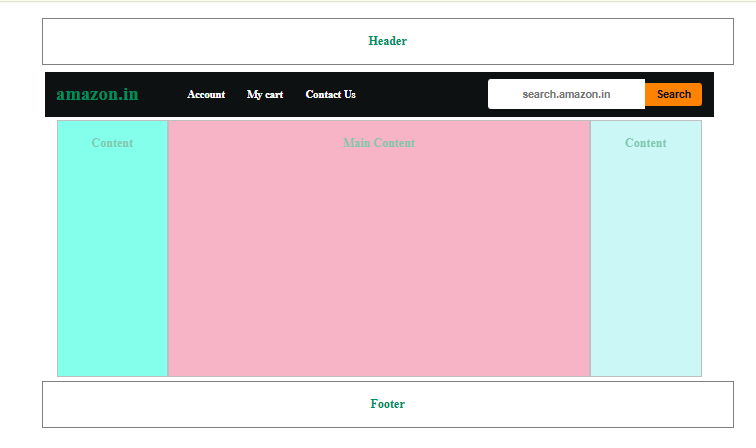 Header
amazon.in Account My cart Contact Us search.amazon.in Search
Content Main Content Content
Footer